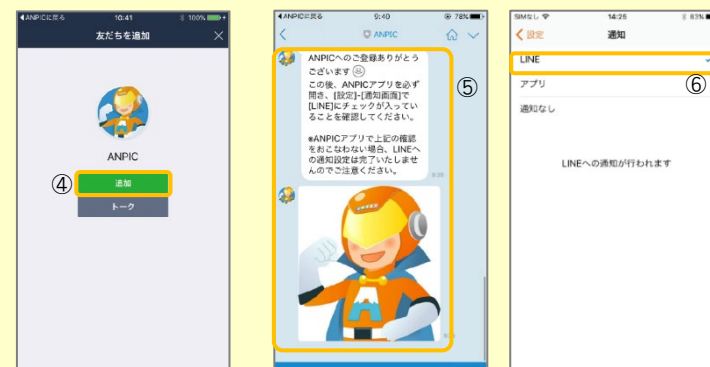 ◀ANPICに戻る 10:41 100%
友だちを追加 ×
ANPIC
④ 追加
トーク
◀ANPICに戻る 9:40 78%
ANPIC
ANPICへのご登録ありがとう
ございます
この後、ANPICアプリを必ず
開き、[設定]-[通知画面]で
[LINE]にチェックが入ってい
ることを確認してください。
※ANPICアプリで上記の確認
をおこなわない場合、LINEへ
の通知設定は完了いたしませ
んのでご注意ください。
9:39
⑤
SIMなし 14:25 83%
設定 通知
LINE
アプリ
⑥
通知なし
LINEへの通知が行われます